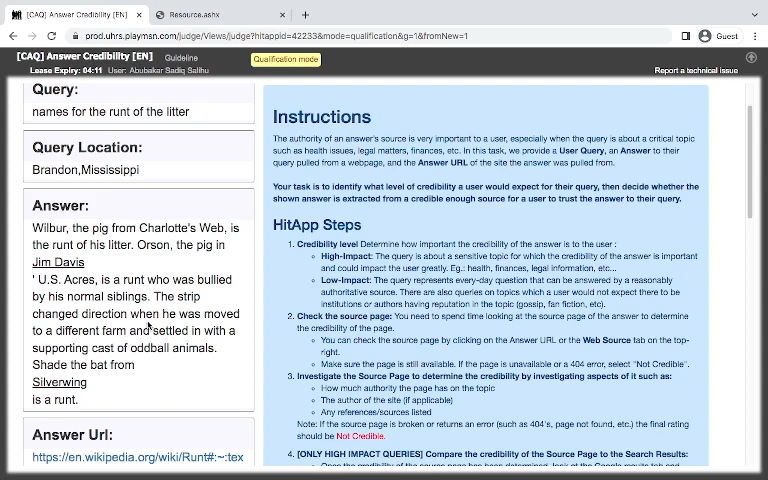 [CAQ] Answer Credibility [EN]
Resource.ashx
prod.uhrs.playmsn.com/judge/Views/judge?hitappid=42233&mode=qualification&g=1&fromNew=1
Guest
[CAQ] Answer Credibility [EN]
Guideline
Qualification mode
Lease Expiry: 04:11 User: Abubakar Sadiq Salihu
Report a technical issue
Query:
names for the runt of the litter
Query Location:
Brandon,Mississippi
Answer:
Wilbur, the pig from Charlotte's Web, is
the runt of his litter. Orson, the pig in
Jim Davis
' U.S. Acres, is a runt who was bullied
by his normal siblings. The strip
changed direction when he was moved
to a different farm and settled in with a
supporting cast of oddball animals.
Shade the bat from
Silverwing
is a runt.
Answer Url:
https://en.wikipedia.org/wiki/Runt#:~:tex
Instructions
The authority of an answer's source is very important to a user, especially when the query is about a critical topic
such as health issues, legal matters, finances, etc. In this task, we provide a User Query, an Answer to their
query pulled from a webpage, and the Answer URL of the site the answer was pulled from.
Your task is to identify what level of credibility a user would expect for their query, then decide whether the
shown answer is extracted from a credible enough source for a user to trust the answer to their query.
HitApp Steps
1. Credibility level Determine how important the credibility of the answer is to the user :
High-Impact: The query is about a sensitive topic for which the credibility of the answer is important
and could impact the user greatly. Eg.: health, finances, legal information, etc...
Low-Impact: The query represents every-day question that can be answered by a reasonably
authoritative source. There are also queries on topics which a user would not expect there to be
institutions or authors having reputation in the topic (gossip, fan fiction, etc).
2. Check the source page: You need to spend time looking at the source page of the answer to determine
the credibility of the page.
You can check the source page by clicking on the Answer URL or the Web Source tab on the top-
right.
Make sure the page is still available. If the page is unavailable or a 404 error, select "Not Credible".
3. Investigate the Source Page to determine the credibility by investigating aspects of it such as:
How much authority the page has on the topic
The author of the site (if applicable)
Any references/sources listed
Note: If the source page is broken or returns an error (such as 404's, page not found, etc.) the final rating
should be Not Credible.
4. [ONLY HIGH IMPACT QUERIES] Compare the credibility of the Source Page to the Search Results: